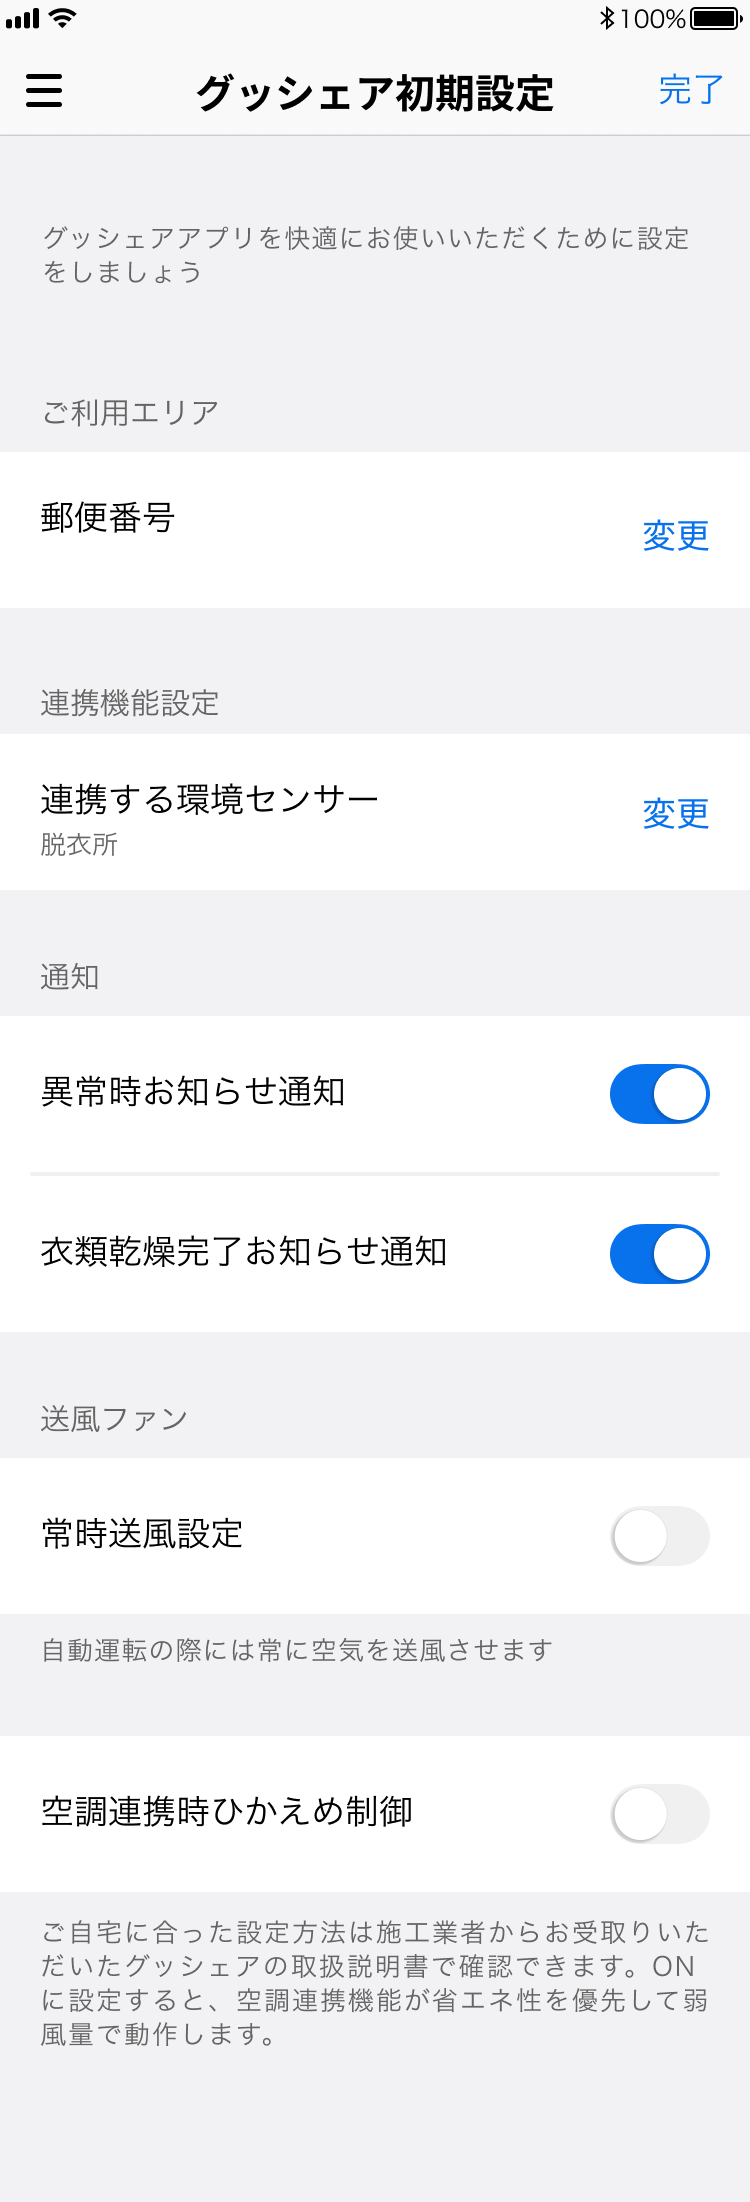 100%
グッシェア初期設定
完了
グッシェアアプリを快適にお使いいただくために設定
をしましょう
ご利用エリア
郵便番号
変更
連携機能設定
連携する環境センサー
脱衣所
変更
通知
異常時お知らせ通知
衣類乾燥完了お知らせ通知
送風ファン
常時送風設定
自動運転の際には常に空気を送風させます
空調連携時ひかえめ制御
ご自宅に合った設定方法は施工業者からお受取りいた
だいたグッシェアの取扱説明書で確認できます。ON
に設定すると、空調連携機能が省エネ性を優先して弱
風量で動作します。